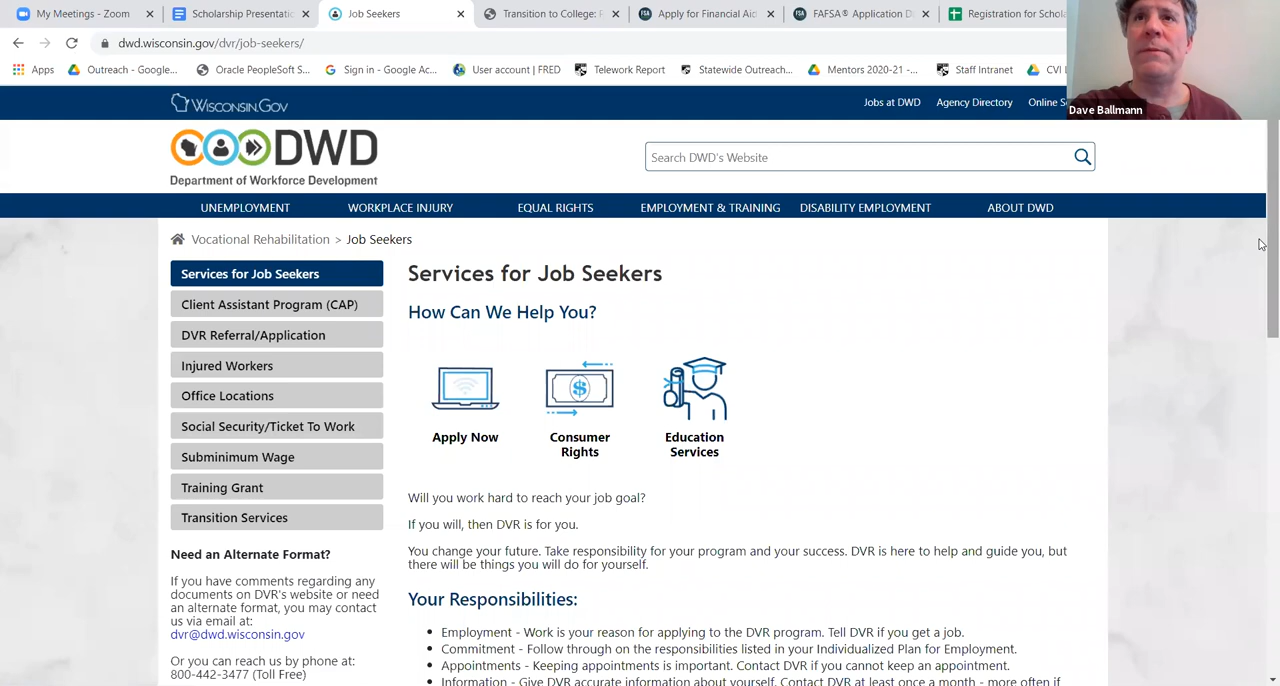 My Meetings - Zoom
Scholarship Presentatio
Job Seekers
Transition to College: F
Apply for Financial Aid
FAFSA® Application D
Registration for Schola
dwd.wisconsin.gov/dvr/job-seekers/
Apps
Outreach - Google...
Oracle PeopleSoft S...
Sign in - Google Ac...
User account | FRED
Telework Report
Statewide Outreach...
Mentors 2020-21 -...
Staff Intranet
CVI
Dave Ballmann
WISCONSIN.GOV
Jobs at DWD
Agency Directory
Online
DWD
Department of Workforce Development
Search DWD's Website
UNEMPLOYMENT
WORKPLACE INJURY
EQUAL RIGHTS
EMPLOYMENT & TRAINING
DISABILITY EMPLOYMENT
ABOUT DWD
Vocational Rehabilitation > Job Seekers
Services for Job Seekers
Client Assistant Program (CAP)
DVR Referral/Application
Injured Workers
Office Locations
Social Security/Ticket To Work
Subminimum Wage
Training Grant
Transition Services
Need an Alternate Format?
If you have comments regarding any
documents on DVR's website or need
an alternate format, you may contact
us via email at:
dvr@dwd.wisconsin.gov
Or you can reach us by phone at:
800-442-3477 (Toll Free)
Services for Job Seekers
How Can We Help You?
Apply Now
Consumer
Rights
Education
Services
Will you work hard to reach your job goal?
If you will, then DVR is for you.
You change your future. Take responsibility for your program and your success. DVR is here to help and guide you, but
there will be things you will do for yourself.
Your Responsibilities:
Employment - Work is your reason for applying to the DVR program. Tell DVR if you get a job.
Commitment - Follow through on the responsibilities listed in your Individualized Plan for Employment.
Appointments - Keeping appointments is important. Contact DVR if you cannot keep an appointment.
Information - Give DVR accurate information about yourself. Contact DVR at least once a month - more often if